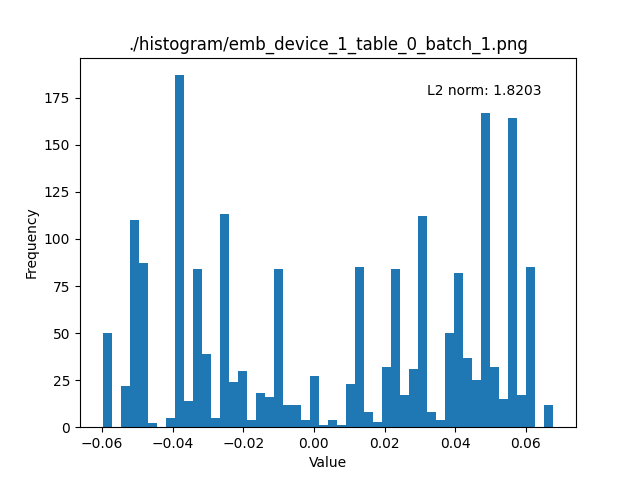 ./histogram/emb_device_1_table_0_batch_1.png
L2 norm: 1.8203
Frequency
175
150
125
100
75
50
25
0
−0.06 −0.04 −0.02 0.00 0.02 0.04 0.06
Value